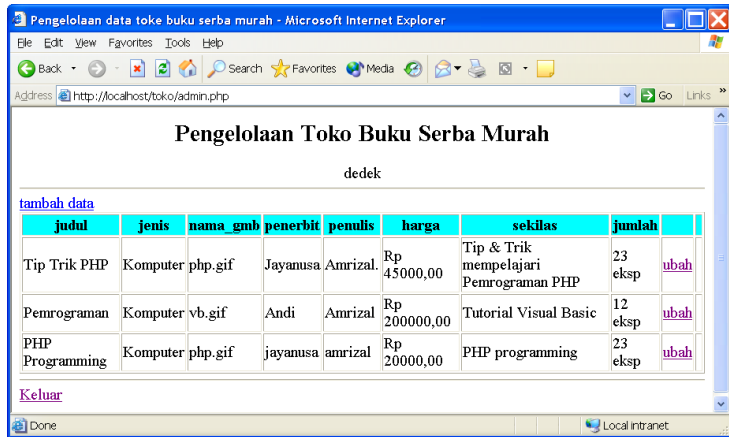 Pengelolaan data toke buku serba murah - Microsoft Internet Explorer
File Edit View Favorites Tools Help
Back Search Favorites Media
Address http://localhost/toko/admin.php Go Links »
Pengelolaan Toko Buku Serba Murah
dedek
tambah data
judul jenis nama_gmb penerbit penulis harga sekilas jumlah
Tip Trik PHP Komputer php.gif Jayanusa Amrizal. Rp 45000,00 Tip & Trik mempelajari Pemrograman PHP 23 eksp ubah
Pemrograman Komputer vb.gif Andi Amrizal Rp 200000,00 Tutorial Visual Basic 12 eksp ubah
PHP Programming Komputer php.gif jayanusa amrizal Rp 20000,00 PHP programming 23 eksp ubah
Keluar
Done Local intranet